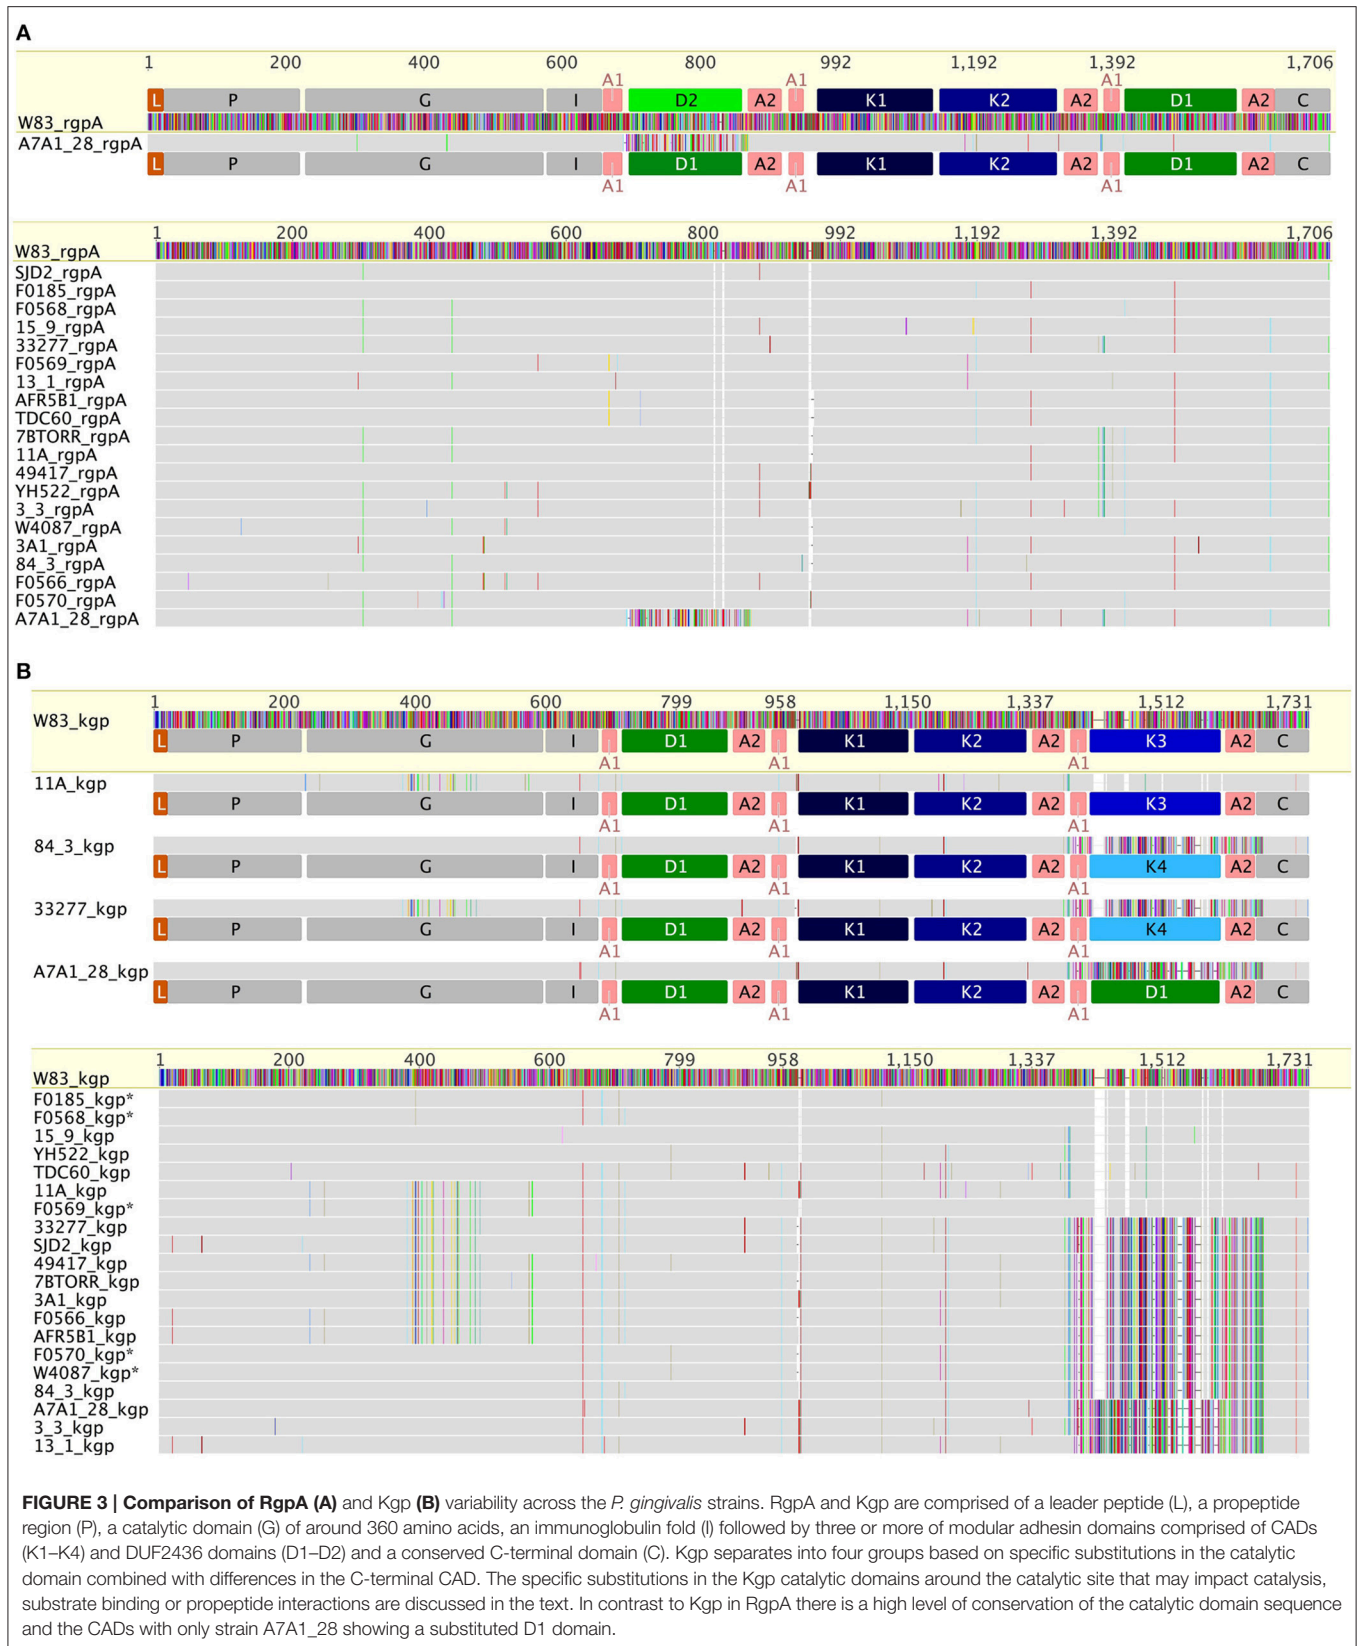 A
1 200 400 600 800 992 1,192 1,392 1,706
A1 A1 A1
L P G I D2 A2 K1 K2 A2 D1 A2 C
W83_rgpA
A7A1_28_rgpA
L P G I D1 A2 K1 K2 A2 D1 A2 C
A1 A1 A1
1 200 400 600 800 992 1,192 1,392 1,706
W83_rgpA
SJD2_rgpA
F0185_rgpA
F0568_rgpA
15_9_rgpA
33277_rgpA
F0569_rgpA
13_1_rgpA
AFR5B1_rgpA
TDC60_rgpA
7BTORR_rgpA
11A_rgpA
49417_rgpA
YH522_rgpA
3_3_rgpA
W4087_rgpA
3A1_rgpA
84_3_rgpA
F0566_rgpA
F0570_rgpA
A7A1_28_rgpA
B
1 200 400 600 799 958 1,150 1,337 1,512 1,731
W83_kgp
L P G I D1 A2 K1 K2 A2 K3 A2 C
A1 A1 A1
11A_kgp
L P G I D1 A2 K1 K2 A2 K3 A2 C
A1 A1 A1
84_3_kgp
L P G I D1 A2 K1 K2 A2 K4 A2 C
A1 A1 A1
33277_kgp
L P G I D1 A2 K1 K2 A2 K4 A2 C
A1 A1 A1
A7A1_28_kgp
L P G I D1 A2 K1 K2 A2 D1 A2 C
A1 A1 A1
1 200 400 600 799 958 1,150 1,337 1,512 1,731
W83_kgp
F0185_kgp*
F0568_kgp*
15_9_kgp
YH522_kgp
TDC60_kgp
11A_kgp
F0569_kgp*
33277_kgp
SJD2_kgp
49417_kgp
7BTORR_kgp
3A1_kgp
F0566_kgp
AFR5B1_kgp
F0570_kgp*
W4087_kgp*
84_3_kgp
A7A1_28_kgp
3_3_kgp
13_1_kgp
FIGURE 3 | Comparison of RgpA (A) and Kgp (B) variability across the P. gingivalis strains. RgpA and Kgp are comprised of a leader peptide (L), a propeptide
region (P), a catalytic domain (G) of around 360 amino acids, an immunoglobulin fold (I) followed by three or more of modular adhesin domains comprised of CADs
(K1–K4) and DUF2436 domains (D1–D2) and a conserved C-terminal domain (C). Kgp separates into four groups based on specific substitutions in the catalytic
domain combined with differences in the C-terminal CAD. The specific substitutions in the Kgp catalytic domains around the catalytic site that may impact catalysis,
substrate binding or propeptide interactions are discussed in the text. In contrast to Kgp in RgpA there is a high level of conservation of the catalytic domain sequence
and the CADs with only strain A7A1_28 showing a substituted D1 domain.